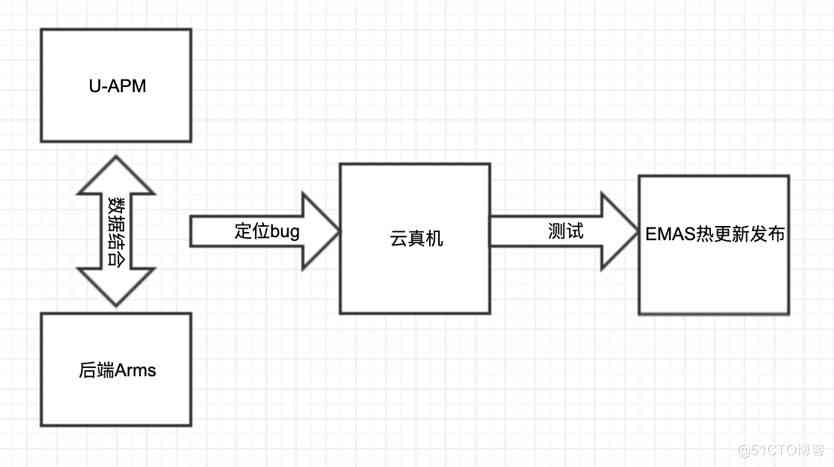 U-APM
数据结合
定位bug
云真机
测试
EMAS热更新发布
后端Arms
@51CTO博客